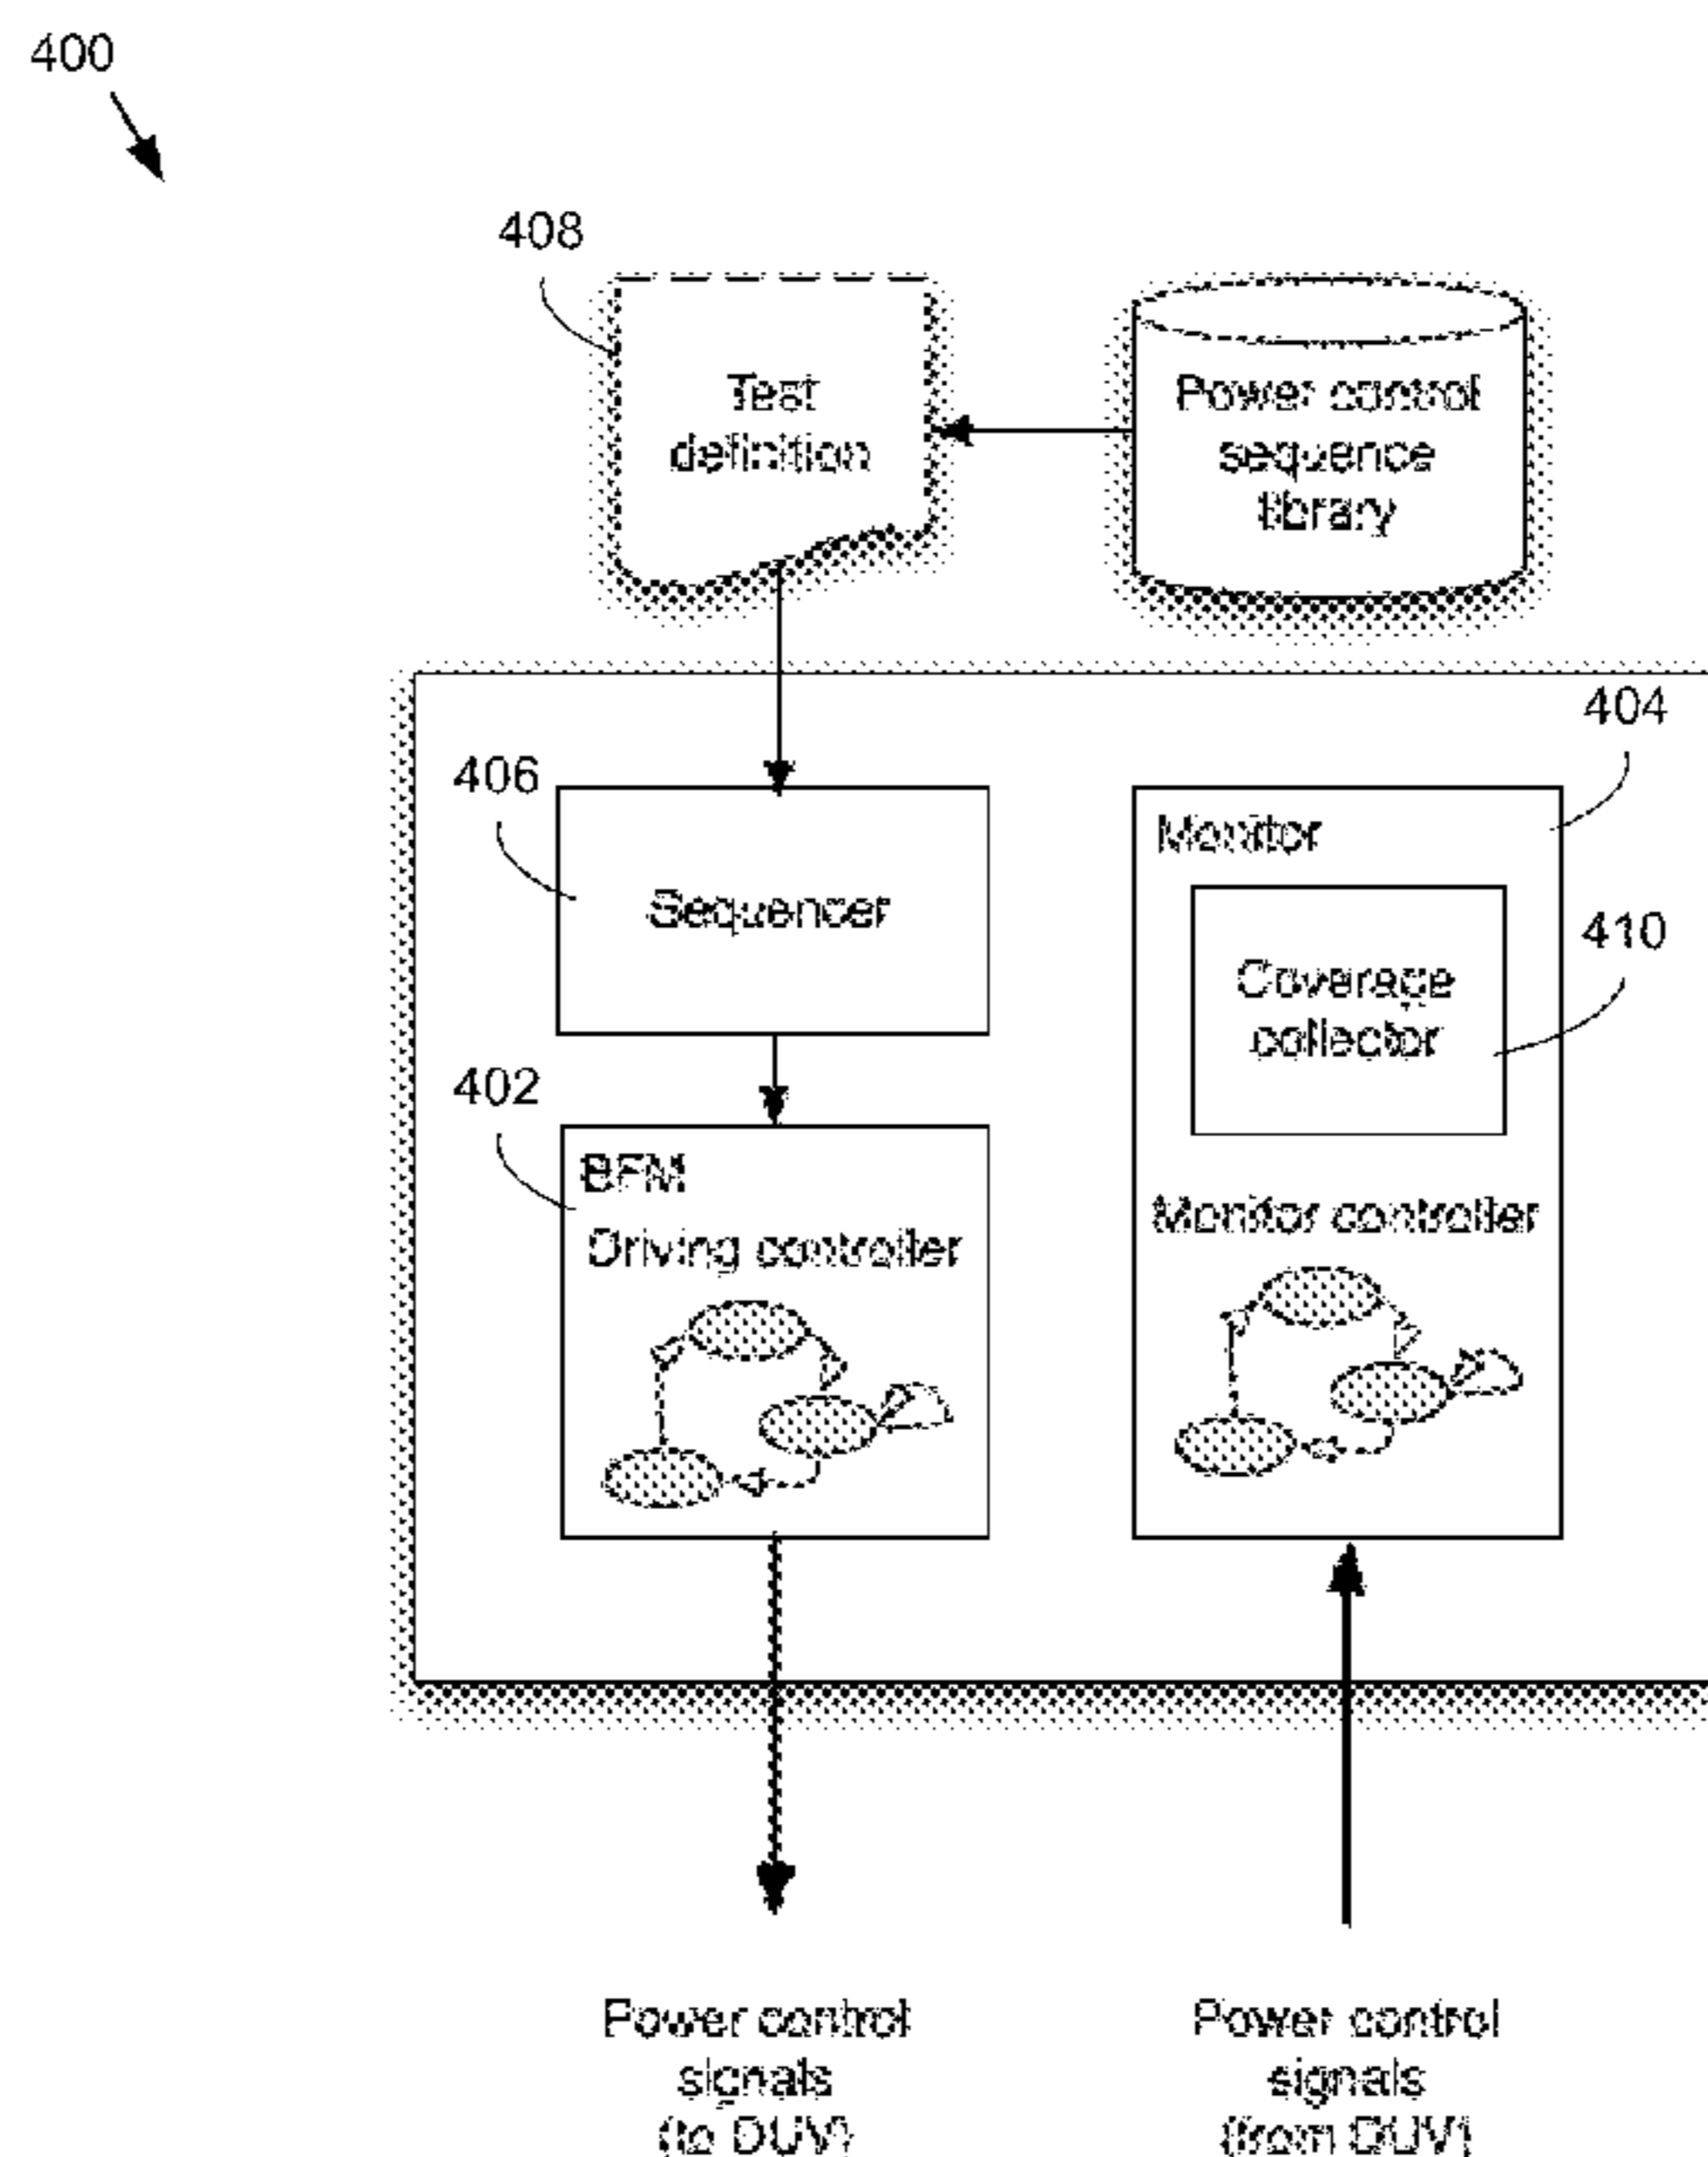 400
408
Test
definition
Power control
sequence
library
404
406
Monitor
Sequencer
410
Coverage
collector
402
BFM
Driving controller
Monitor controller
Power control
signals
(to DUV)
Power control
signals
(from DUV)